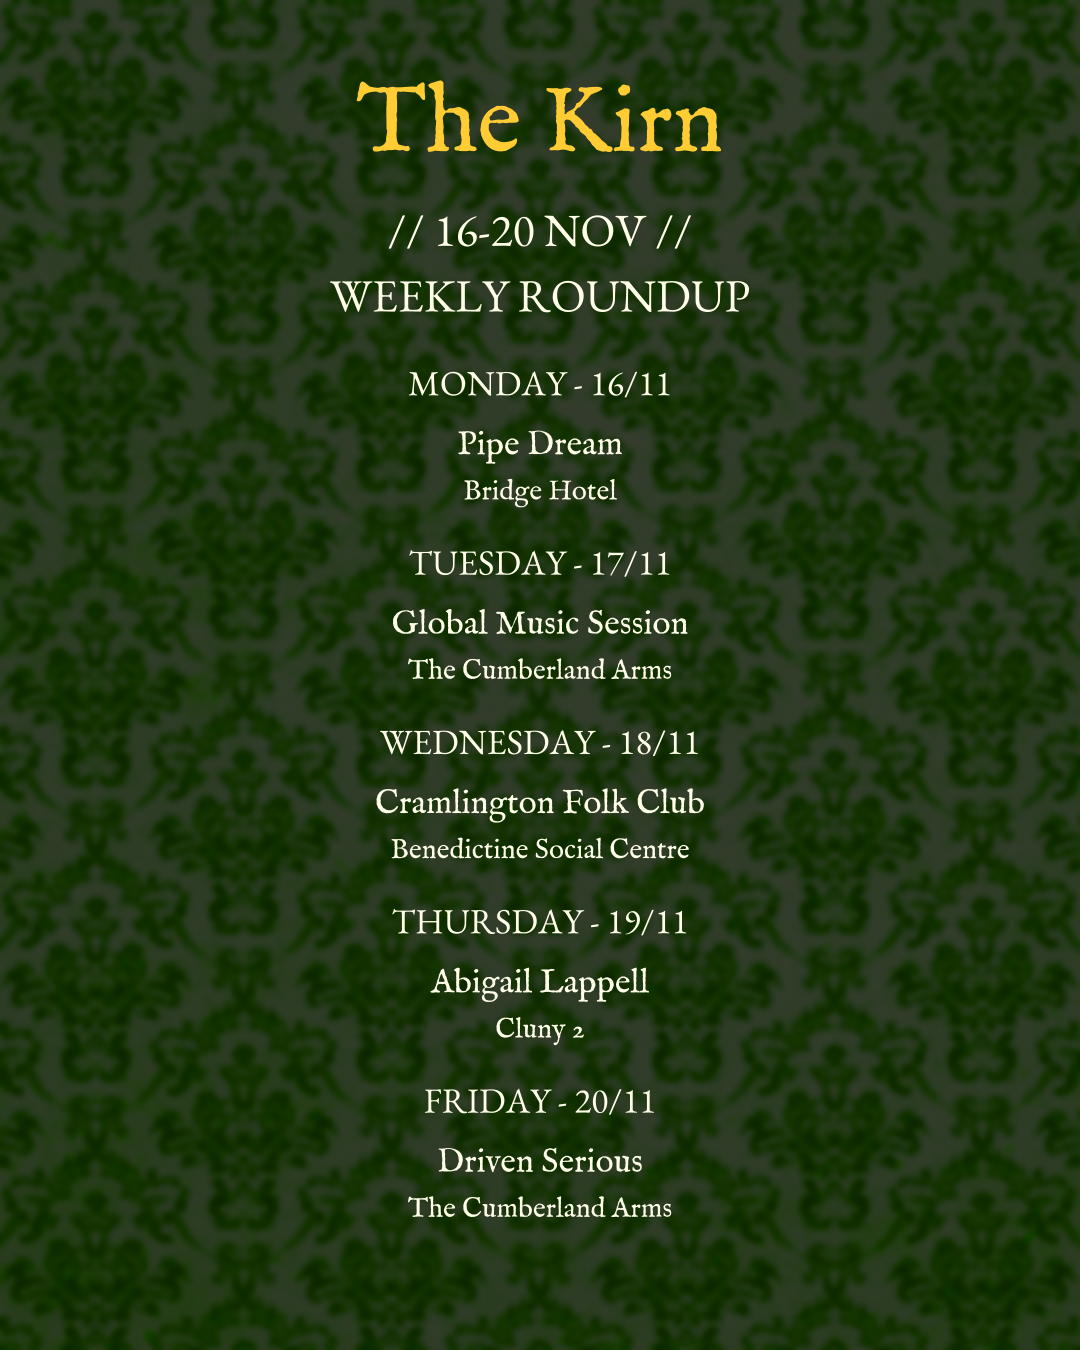 The Kirn
// 16-20 NOV //
WEEKLY ROUNDUP
MONDAY - 16/11
Pipe Dream
Bridge Hotel
TUESDAY - 17/11
Global Music Session
The Cumberland Arms
WEDNESDAY - 18/11
Cramlington Folk Club
Benedictine Social Centre
THURSDAY - 19/11
Abigail Lappell
Cluny 2
FRIDAY - 20/11
Driven Serious
The Cumberland Arms